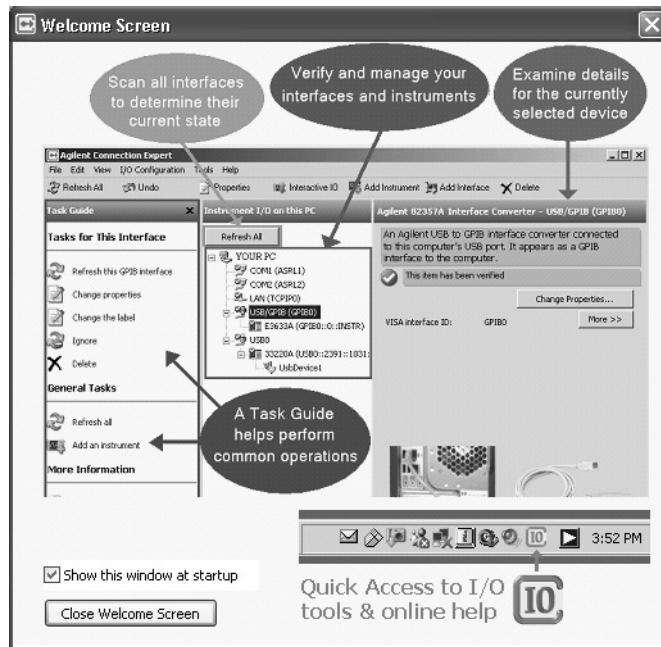 Welcome Screen
Scan all interfaces
to determine their
current state
Verify and manage your
interfaces and instruments
Examine details
for the currently
selected device
Agilent Connection Expert
File Edit View I/O Configuration Tools Help
Refresh All Undo Properties Interactive IO Add Instrument Add Interface Delete
Task Guide
Instrument I/O on this PC
Agilent 82357A Interface Converter - USB/GPIB (GPIB0)
Tasks for This Interface
Refresh this GPIB interface
Change properties
Change the label
Ignore
Delete
General Tasks
Refresh all
Add an instrument
More Information
Refresh All
YOUR PC
COM1 (ASRL1)
COM2 (ASRL2)
LAN (TCPIP0)
USB/GPIB (GPIB0)
E3633A (GPIB0::0::INSTR)
USB0
33220A (USB0::2391::1031:
UsbDevice1
An Agilent USB to GPIB interface converter connected
to this computer's USB port. It appears as a GPIB
interface to the computer.
This item has been verified
Change Properties...
VISA interface ID: GPIB0
More >>
A Task Guide
helps perform
common operations
IO
3:52 PM
Show this window at startup
Close Welcome Screen
Quick Access to I/O
tools & online help
IO